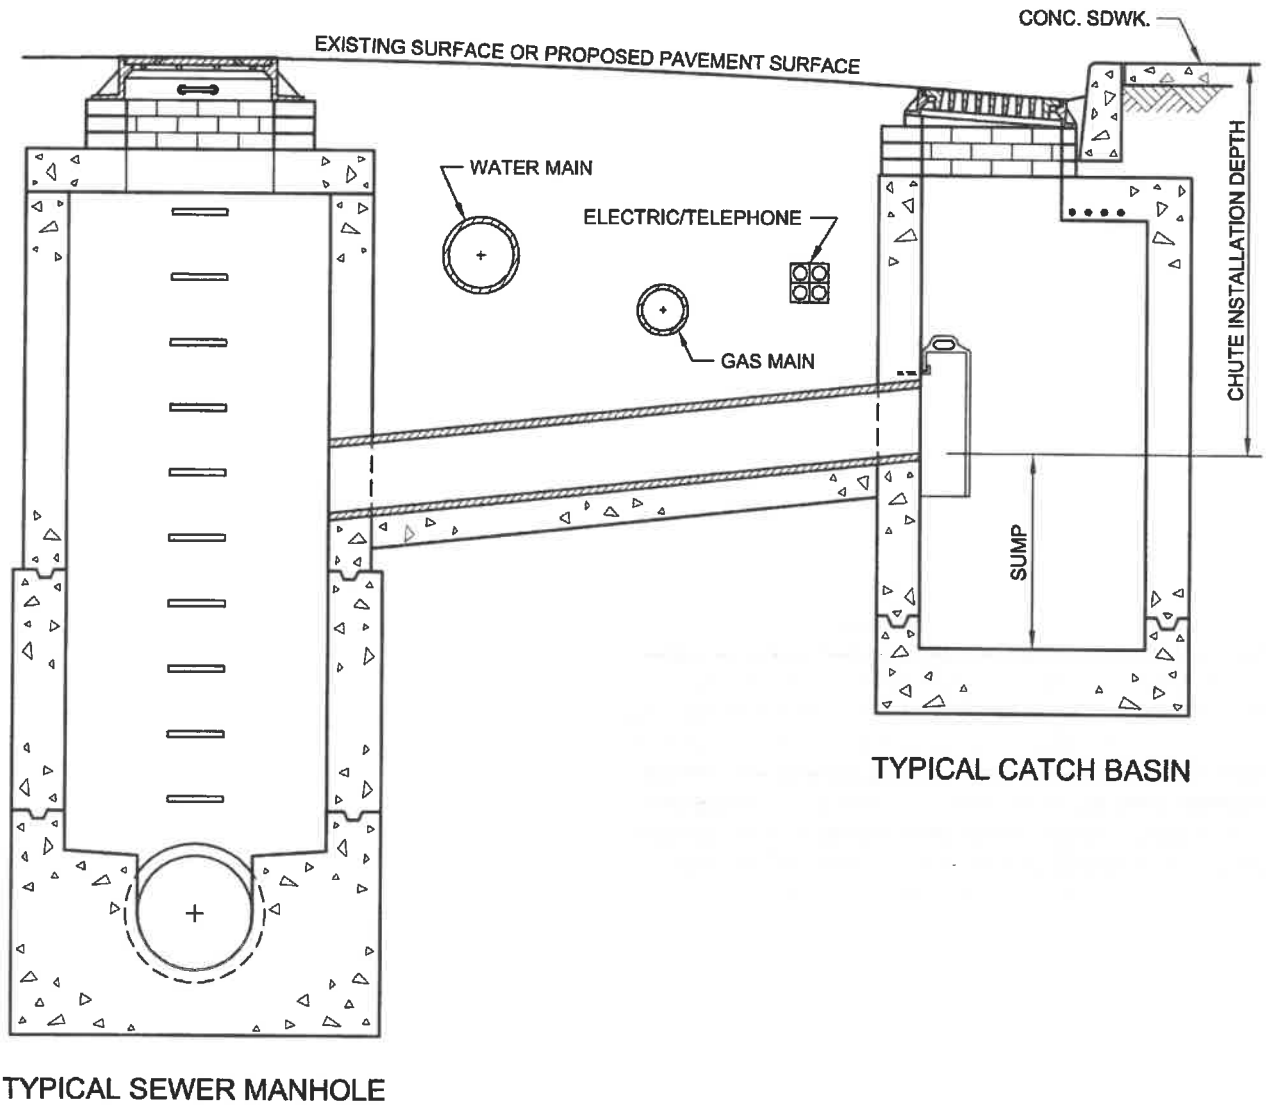 CONC. SDWK.
EXISTING SURFACE OR PROPOSED PAVEMENT SURFACE
WATER MAIN
ELECTRIC/TELEPHONE
GAS MAIN
CHUTE INSTALLATION DEPTH
SUMP
TYPICAL CATCH BASIN
TYPICAL SEWER MANHOLE